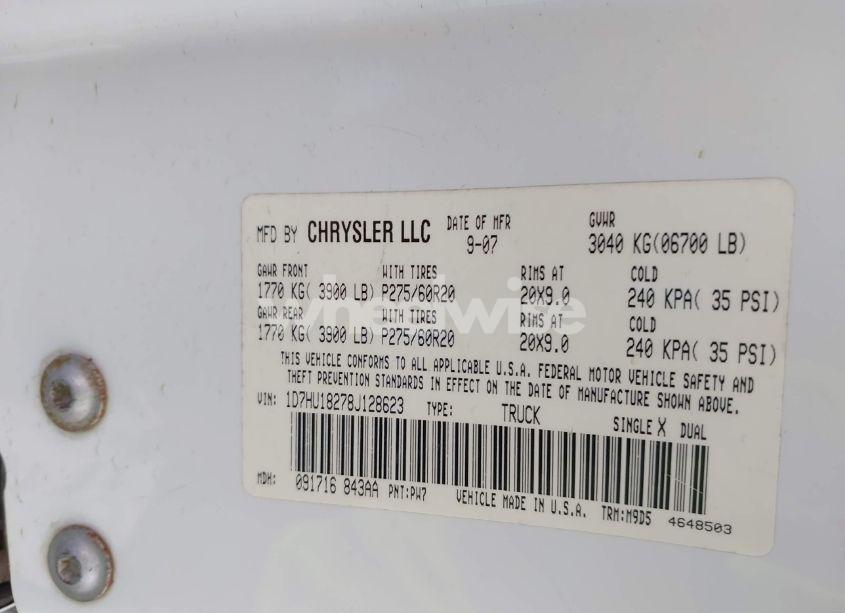 MFD BY CHRYSLER LLC DATE OF MFR 9-07 GVWR 3040 KG(06700 LB)
GAWR FRONT WITH TIRES RIMS AT COLD
1770 KG( 3900 LB) P275/60R20 20X9.0 240 KPA( 35 PSI)
GAWR REAR WITH TIRES RIMS AT COLD
1770 KG( 3900 LB) P275/60R20 20X9.0 240 KPA( 35 PSI)
THIS VEHICLE CONFORMS TO ALL APPLICABLE U.S.A. FEDERAL MOTOR VEHICLE SAFETY AND
THEFT PREVENTION STANDARDS IN EFFECT ON THE DATE OF MANUFACTURE SHOWN ABOVE.
VIN: 1D7HU18278J128623 TYPE: TRUCK SINGLE X DUAL
MDH: 091716 843AA PNT:PW7 VEHICLE MADE IN U.S.A. TRM:M9D5 4648503
wheelwire